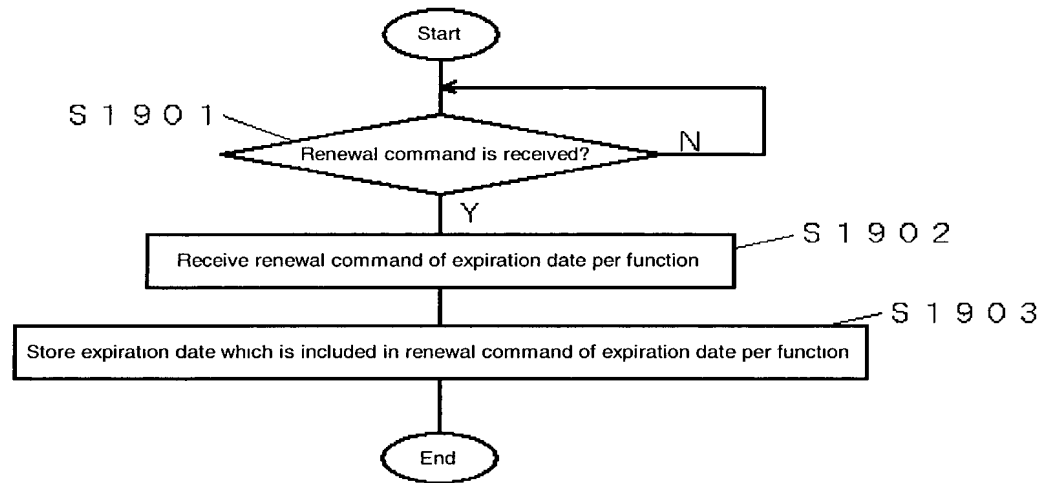 Start
S1901
Renewal command is received?
N
Y
S1902
Receive renewal command of expiration date per function
S1903
Store expiration date which is included in renewal command of expiration date per function
End